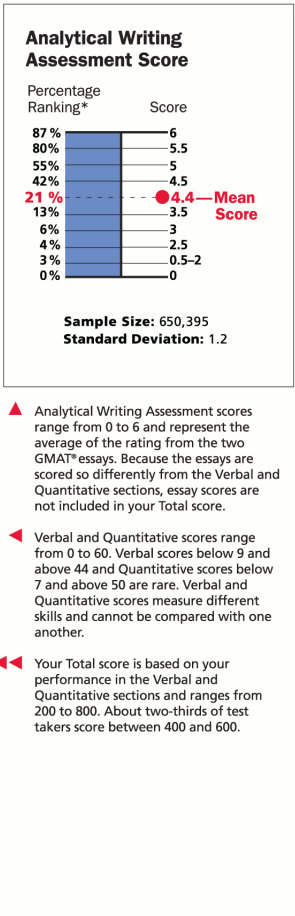 Analytical Writing
Assessment Score
Percentage
Ranking* Score
87% 6
80% 5.5
55% 5
42% 4.5
21% 4.4—Mean
Score
13% 3.5
6% 3
4% 2.5
3% 0.5–2
0% 0
Sample Size: 650,395
Standard Deviation: 1.2
Analytical Writing Assessment scores
range from 0 to 6 and represent the
average of the rating from the two
GMAT® essays. Because the essays are
scored so differently from the Verbal and
Quantitative sections, essay scores are
not included in your Total score.
Verbal and Quantitative scores range
from 0 to 60. Verbal scores below 9 and
above 44 and Quantitative scores below
7 and above 50 are rare. Verbal and
Quantitative scores measure different
skills and cannot be compared with one
another.
Your Total score is based on your
performance in the Verbal and
Quantitative sections and ranges from
200 to 800. About two-thirds of test
takers score between 400 and 600.